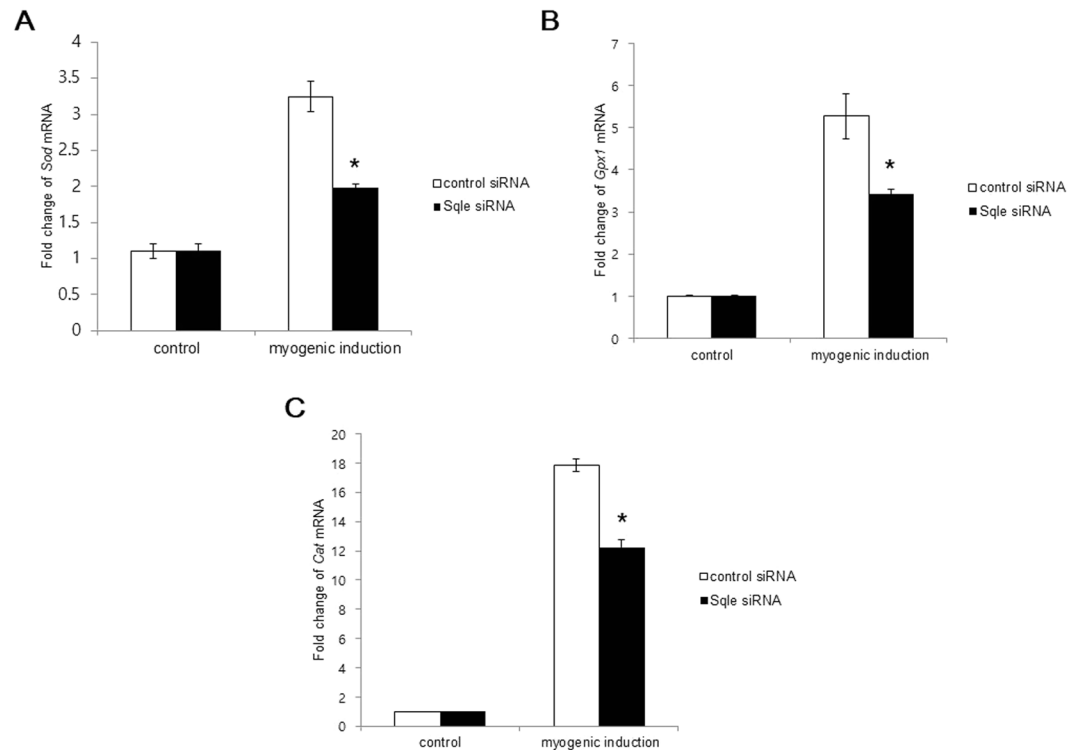 A
Fold change of Sod mRNA
4
3.5
3
2.5
2
1.5
1
0.5
0
*
control
myogenic induction
control siRNA
Sqle siRNA
B
Fold change of Gpx1 mRNA
7
6
5
4
3
2
1
0
*
control
myogenic induction
control siRNA
Sqle siRNA
C
Fold change of Cat mRNA
20
18
16
14
12
10
8
6
4
2
0
*
control
myogenic induction
control siRNA
Sqle siRNA